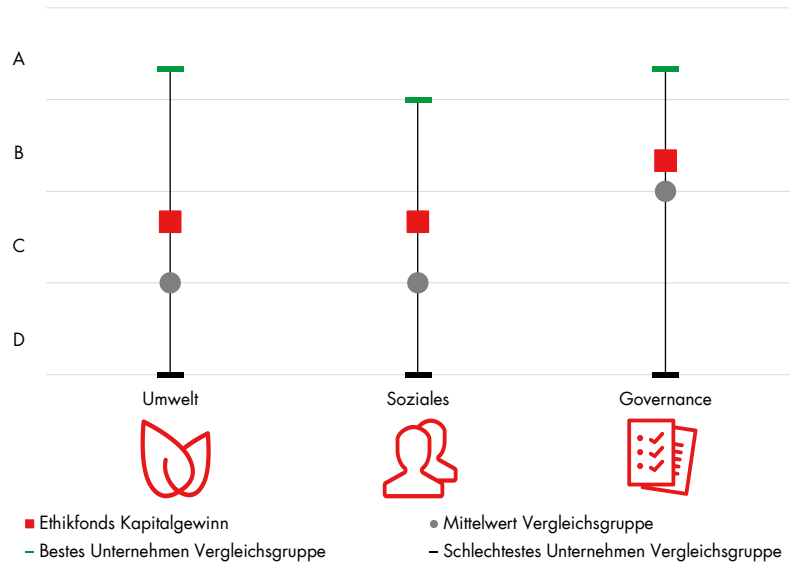 A
B
C
D
Umwelt
Soziales
Governance
Ethikfonds Kapitalgewinn
Mittelwert Vergleichsgruppe
Bestes Unternehmen Vergleichsgruppe
Schlechtestes Unternehmen Vergleichsgruppe